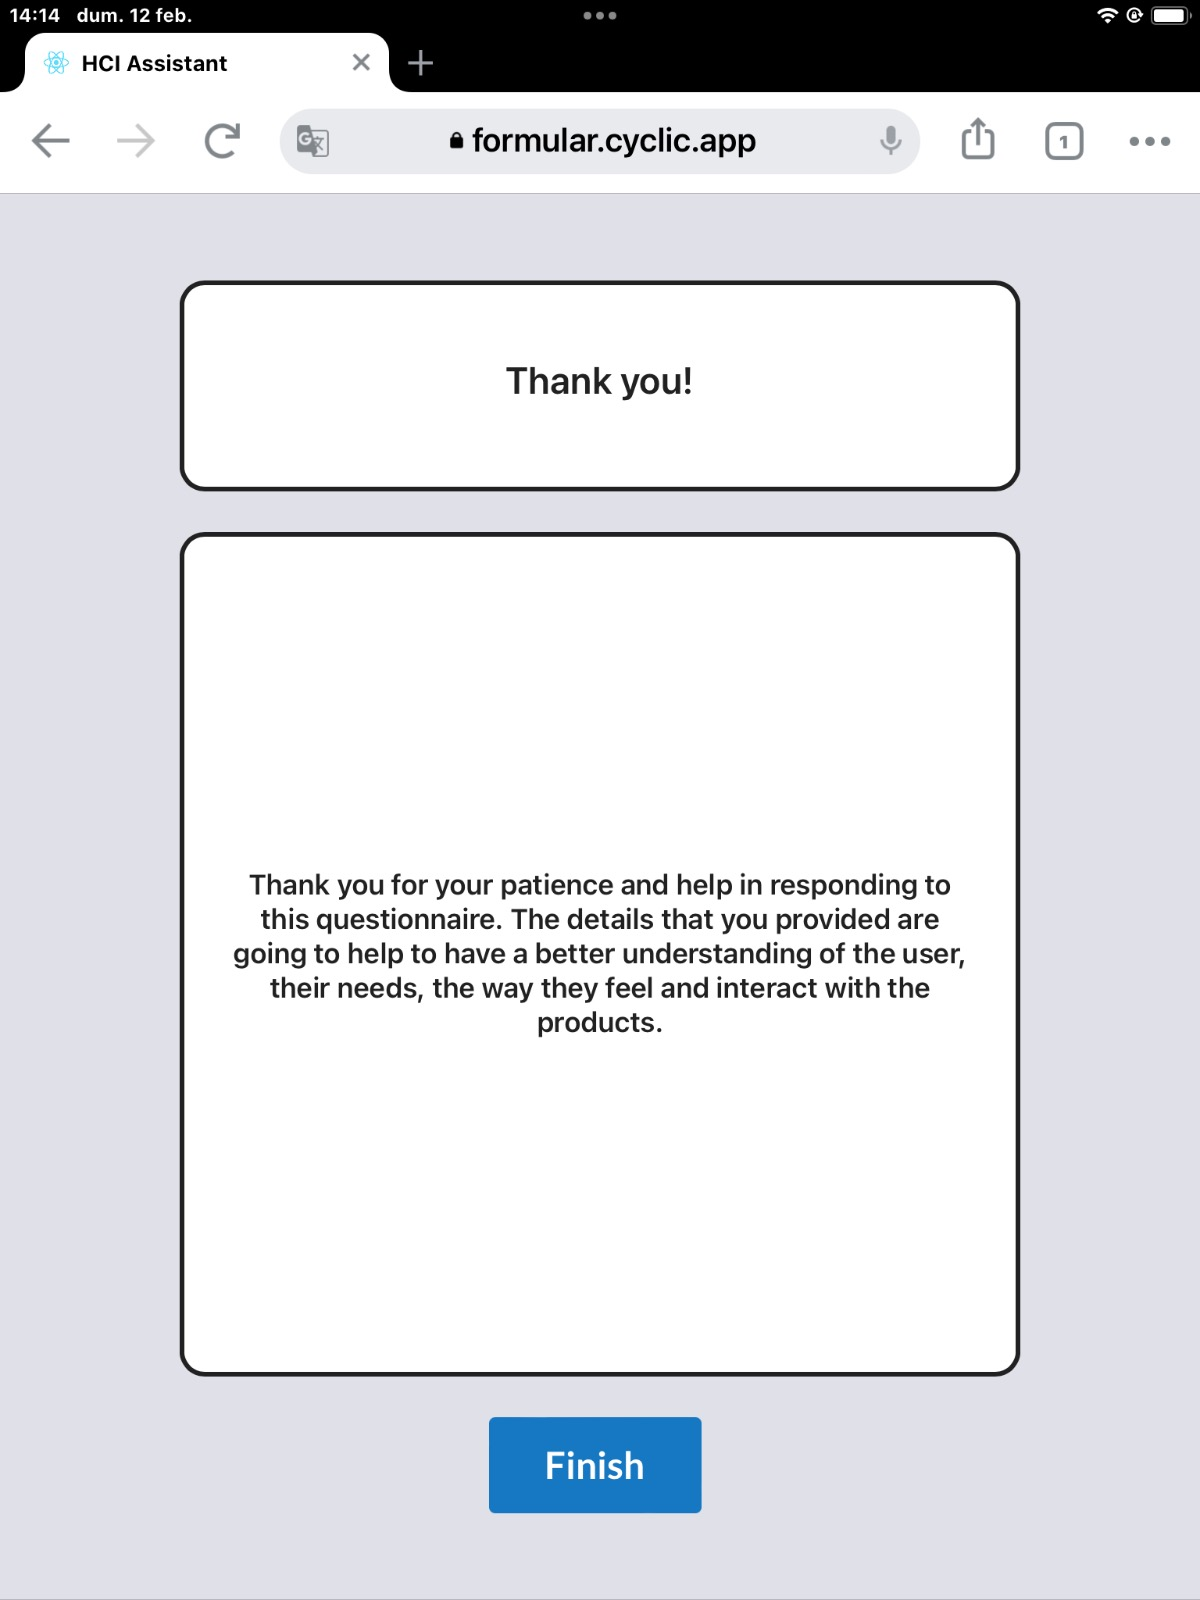 14:14 dum. 12 feb.
HCI Assistant
formular.cyclic.app
1
Thank you!
Thank you for your patience and help in responding to
this questionnaire. The details that you provided are
going to help to have a better understanding of the user,
their needs, the way they feel and interact with the
products.
Finish